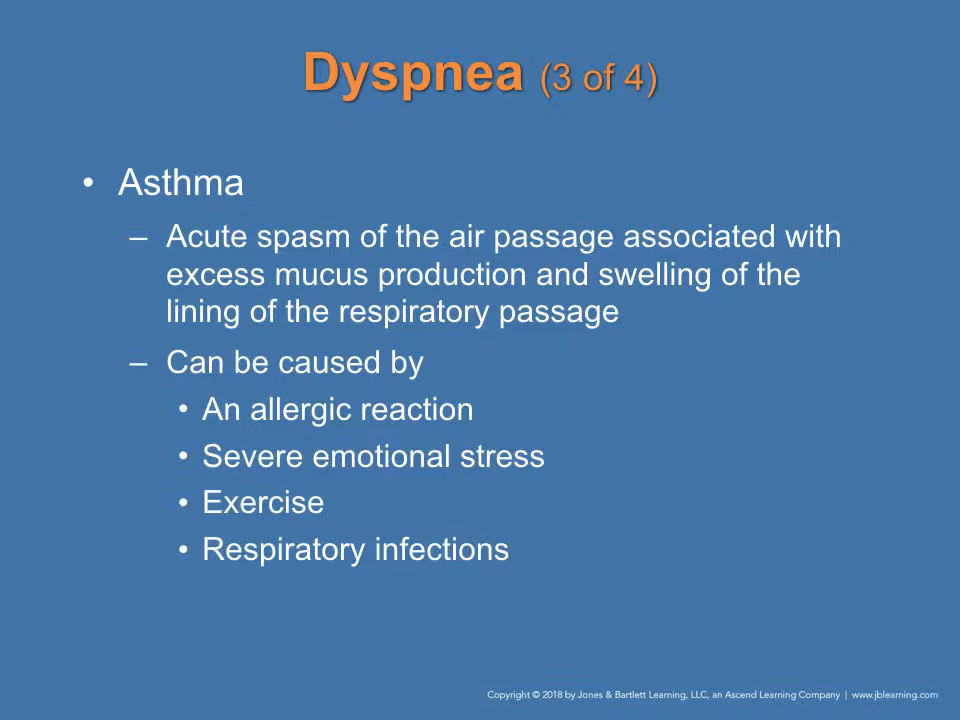 Dyspnea (3 of 4)
• Asthma
– Acute spasm of the air passage associated with
excess mucus production and swelling of the
lining of the respiratory passage
– Can be caused by
• An allergic reaction
• Severe emotional stress
• Exercise
• Respiratory infections
Copyright © 2018 by Jones & Bartlett Learning, LLC, an Ascend Learning Company | www.jblearning.com